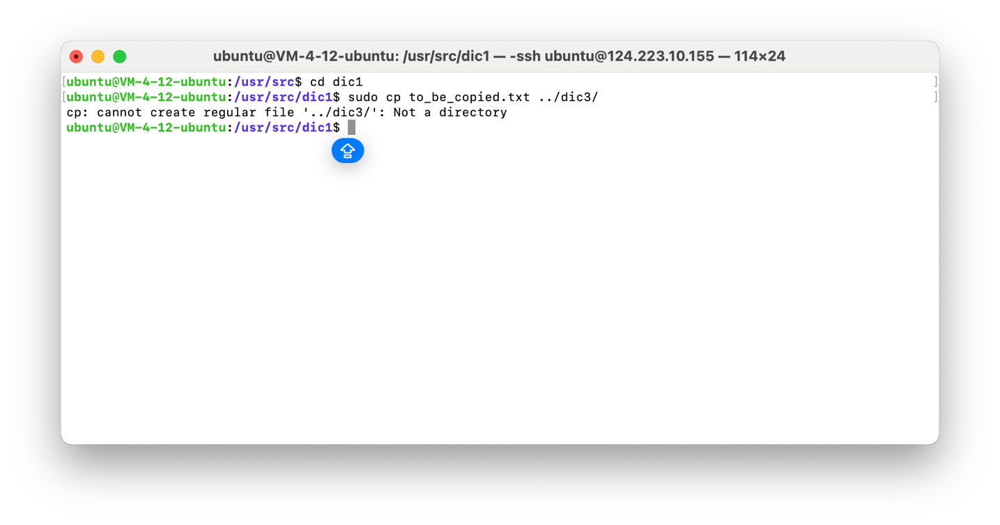 ubuntu@VM-4-12-ubuntu: /usr/src/dic1 — -ssh ubuntu@124.223.10.155 — 114×24
[ubuntu@VM-4-12-ubuntu:/usr/src$ cd dic1 ]
[ubuntu@VM-4-12-ubuntu:/usr/src/dic1$ sudo cp to_be_copied.txt ../dic3/ ]
cp: cannot create regular file '../dic3/': Not a directory
ubuntu@VM-4-12-ubuntu:/usr/src/dic1$